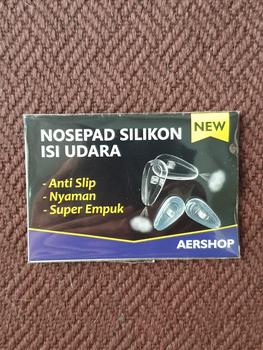 NOSEPAD SILIKON
ISI UDARA
NEW
- Anti Slip
- Nyaman
- Super Empuk
AERSHOP